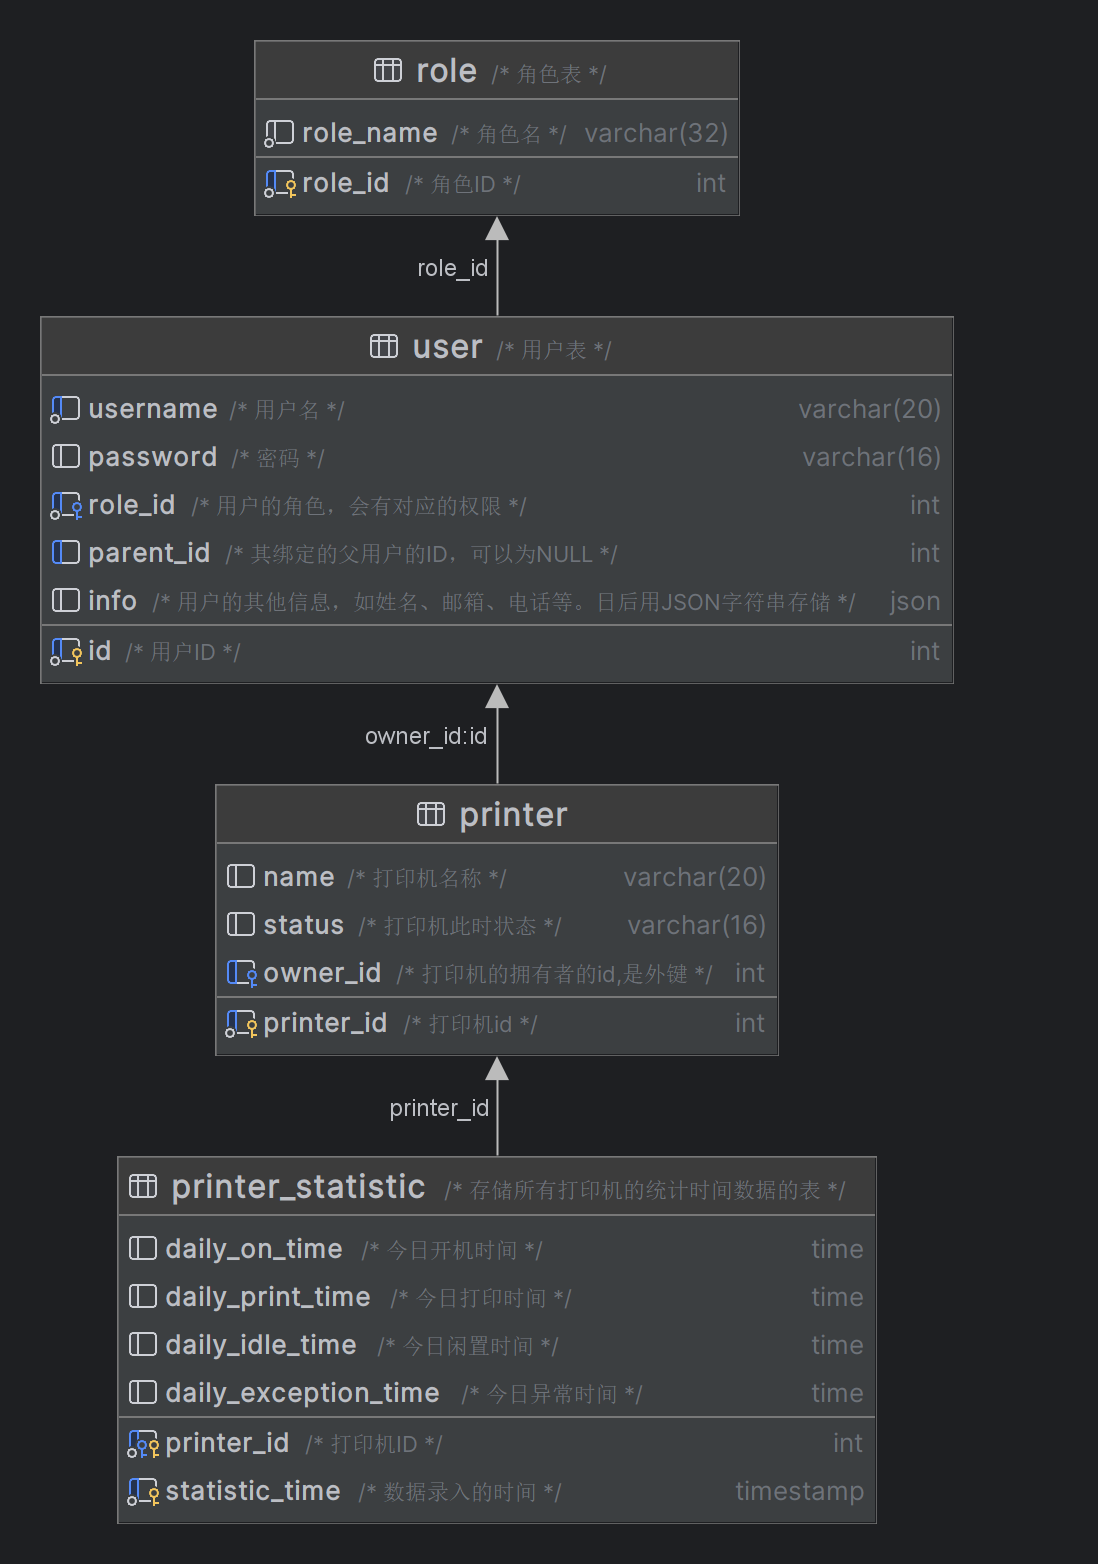 role /* 角色表 */
role_name /* 角色名 */ varchar(32)
role_id /* 角色ID */ int
role_id
user /* 用户表 */
username /* 用户名 */ varchar(20)
password /* 密码 */ varchar(16)
role_id /* 用户的角色，会有对应的权限 */ int
parent_id /* 其绑定的父用户的ID，可以为NULL */ int
info /* 用户的其他信息，如姓名、邮箱、电话等。日后用JSON字符串存储 */ json
id /* 用户ID */ int
owner_id:id
printer
name /* 打印机名称 */ varchar(20)
status /* 打印机此时状态 */ varchar(16)
owner_id /* 打印机的拥有者的id,是外键 */ int
printer_id /* 打印机id */ int
printer_id
printer_statistic /* 存储所有打印机的统计时间数据的表 */
daily_on_time /* 今日开机时间 */ time
daily_print_time /* 今日打印时间 */ time
daily_idle_time /* 今日闲置时间 */ time
daily_exception_time /* 今日异常时间 */ time
printer_id /* 打印机ID */ int
statistic_time /* 数据录入的时间 */ timestamp